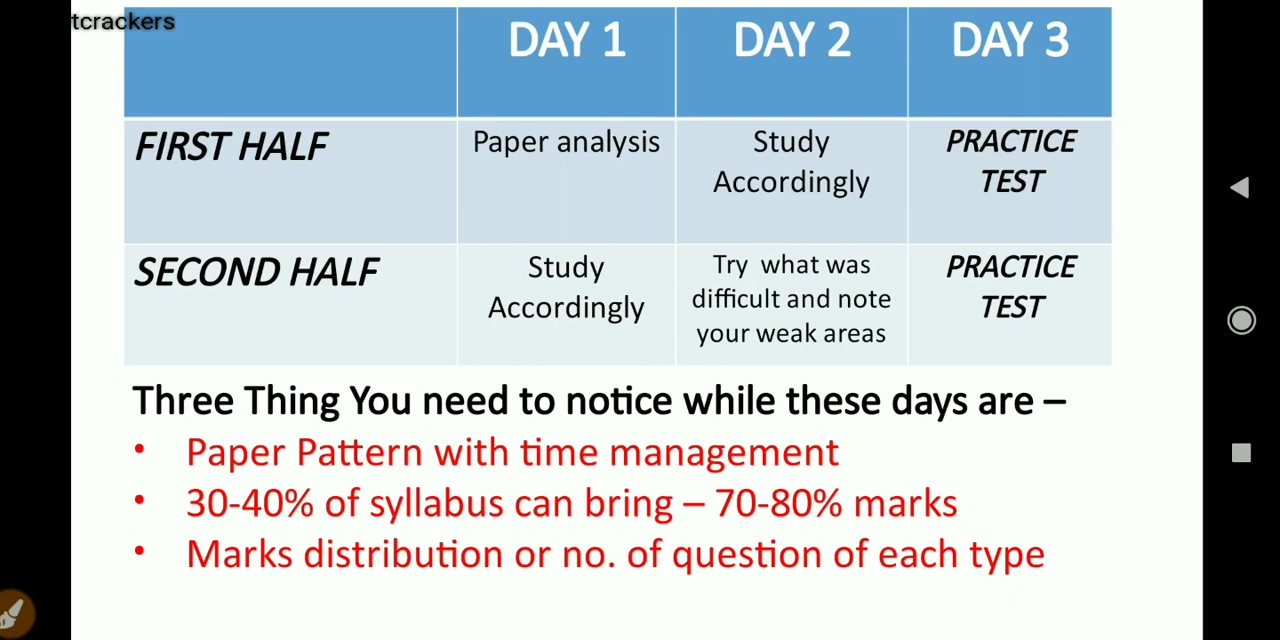 tcrackers
DAY 1 DAY 2 DAY 3
FIRST HALF
Paper analysis
Study
Accordingly
PRACTICE
TEST
SECOND HALF
Study
Accordingly
Try what was
difficult and note
your weak areas
PRACTICE
TEST
Three Thing You need to notice while these days are –
• Paper Pattern with time management
• 30-40% of syllabus can bring – 70-80% marks
• Marks distribution or no. of question of each type